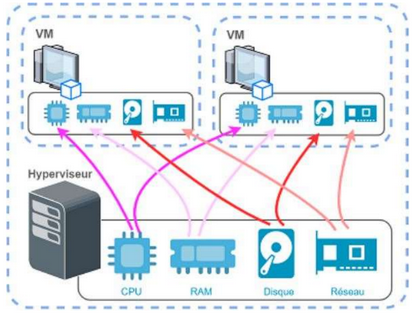 VM
VM
Hyperviseur
CPU
RAM
Disque
Réseau